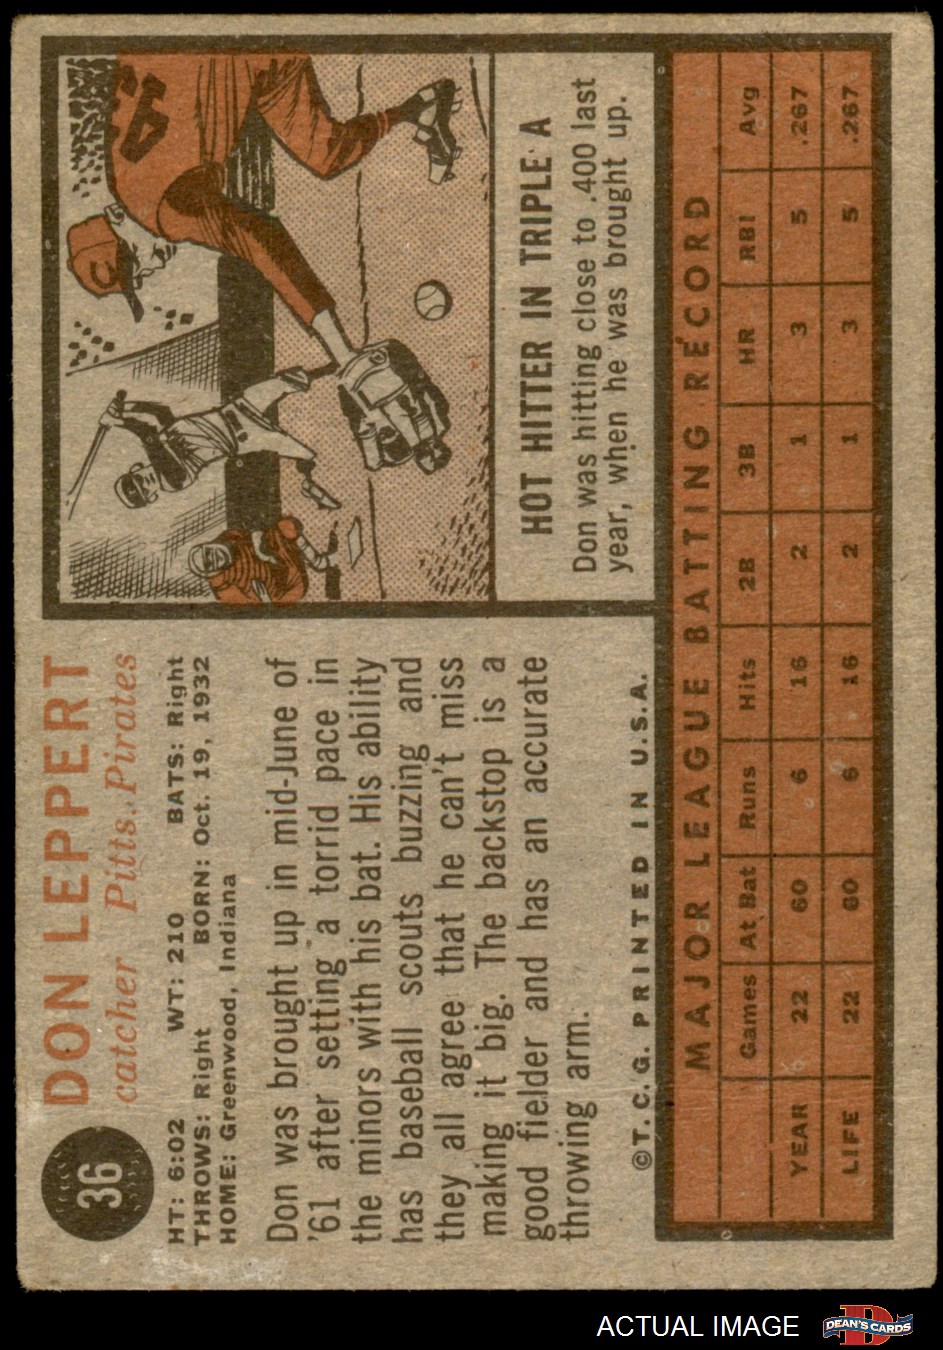 36
DON LEPPERT
catcher Pitts. Pirates
HT: 6:02 WT: 210 BATS: Right
THROWS: Right BORN: Oct. 19, 1932
HOME: Greenwood, Indiana
Don was brought up in mid-June of
'61 after setting a torrid pace in
the minors with his bat. His ability
has baseball scouts buzzing and
they all agree that he can't miss
making it big. The backstop is a
good fielder and has an accurate
throwing arm.
©T. C. G. PRINTED IN U.S.A.
HOT HITTER IN TRIPLE A
Don was hitting close to .400 last
year, when he was brought up.
MAJOR LEAGUE BATTING RECORD
Games At Bat Runs Hits 2B 3B HR RBI Avg
YEAR 22 60 6 16 2 1 3 5 .267
LIFE 22 60 6 16 2 1 3 5 .267
ACTUAL IMAGE
DEAN'S CARDS